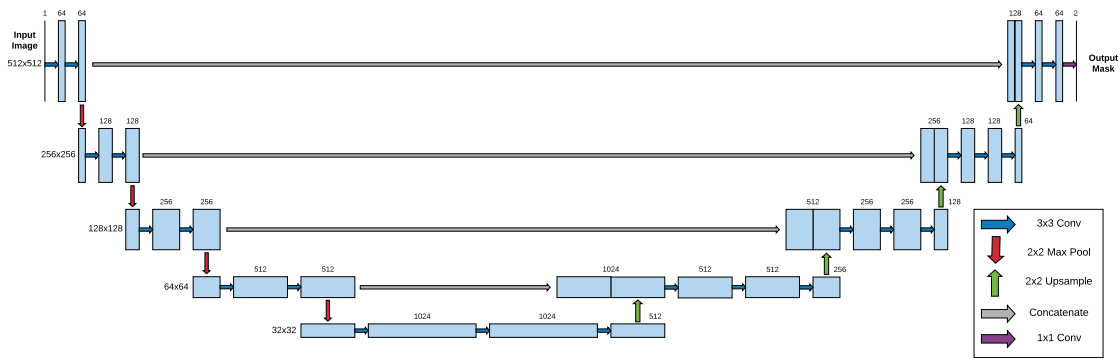 1 64 64
Input
Image
512x512
128 64 64 2
Output
Mask
256x256
128 128
256 128 128 64
128x128
256 256
512 256 256 128
64x64
512 512
1024 512 512 256
32x32
1024 1024 512
3x3 Conv
2x2 Max Pool
2x2 Upsample
Concatenate
1x1 Conv